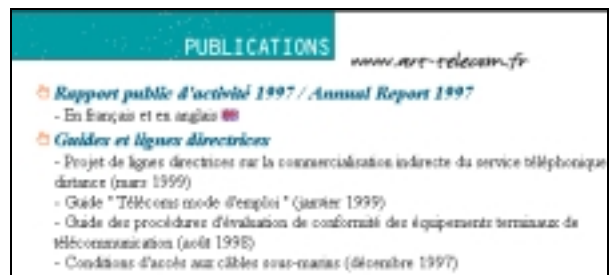 PUBLICATIONS
www.art-telecom.fr
Rapport public d'activité 1997 / Annual Report 1997
- En français et en anglais
Guides et lignes directrices
- Projet de lignes directrices sur la commercialisation indirecte du service téléphonique
distance (mars 1999)
- Guide " Télécoms mode d'emploi " (janvier 1999)
- Guide des procédures d'évaluation de conformité des équipements terminaux de
télécommunication (août 1998)
- Conditions d'accès aux câbles sous-marins (décembre 1997)